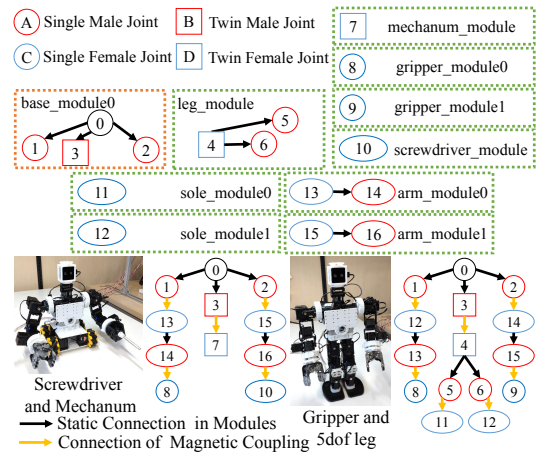 A Single Male Joint B Twin Male Joint
C Single Female Joint D Twin Female Joint
7 mechanum_module
8 gripper_module0
9 gripper_module1
10 screwdriver_module
base_module0
0
1 3 2
leg_module
4 5 6
11 sole_module0
12 sole_module1
13 14 arm_module0
15 16 arm_module1
0
1 3 2
13 7 15
14 16
8 10
Screwdriver
and Mechanum
0
1 3 2
12 4 14
13 15
8 5 6 9
11 12
Gripper and
5dof leg
Static Connection in Modules
Connection of Magnetic Coupling